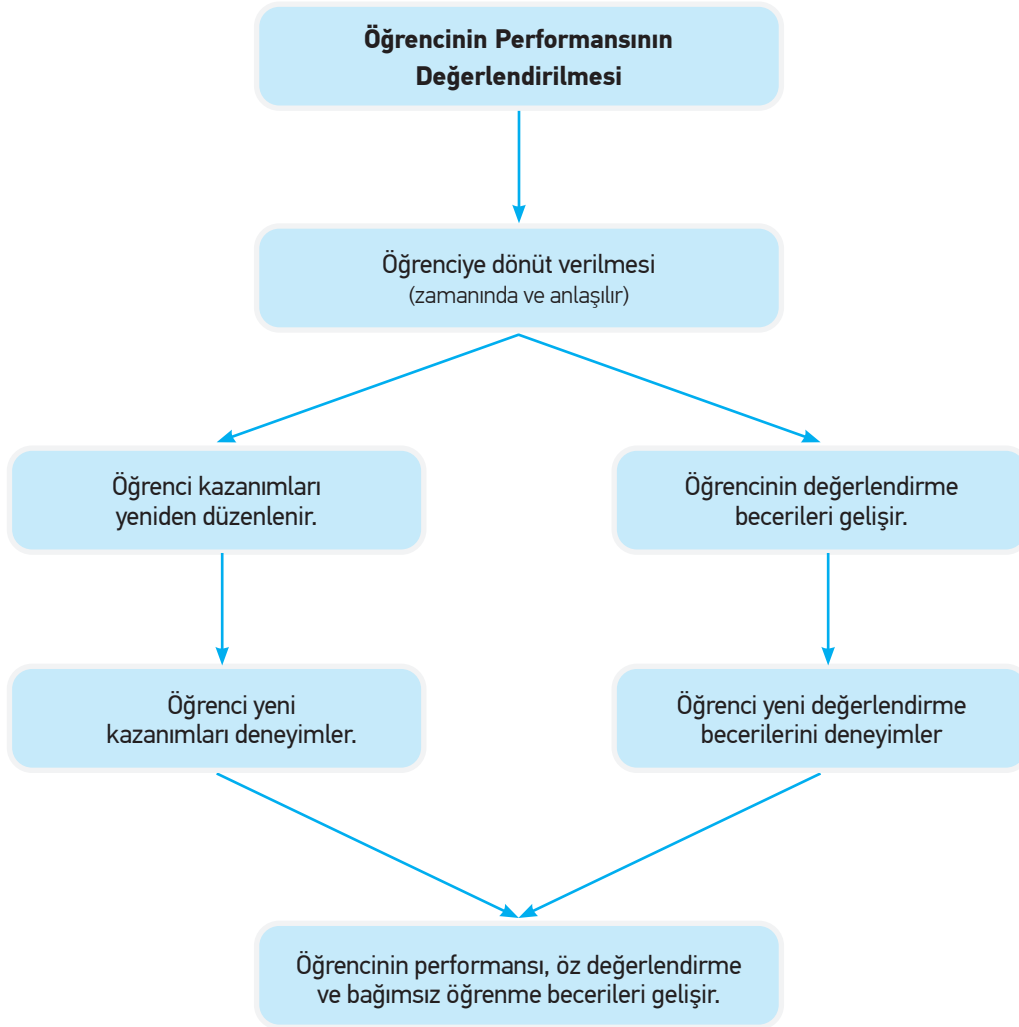 Öğrencinin Performansının
Değerlendirilmesi
Öğrenciye dönüt verilmesi
(zamanında ve anlaşılır)
Öğrenci kazanımları
yeniden düzenlenir.
Öğrencinin değerlendirme
becerileri gelişir.
Öğrenci yeni
kazanımları deneyimler.
Öğrenci yeni değerlendirme
becerilerini deneyimler
Öğrencinin performansı, öz değerlendirme
ve bağımsız öğrenme becerileri gelişir.